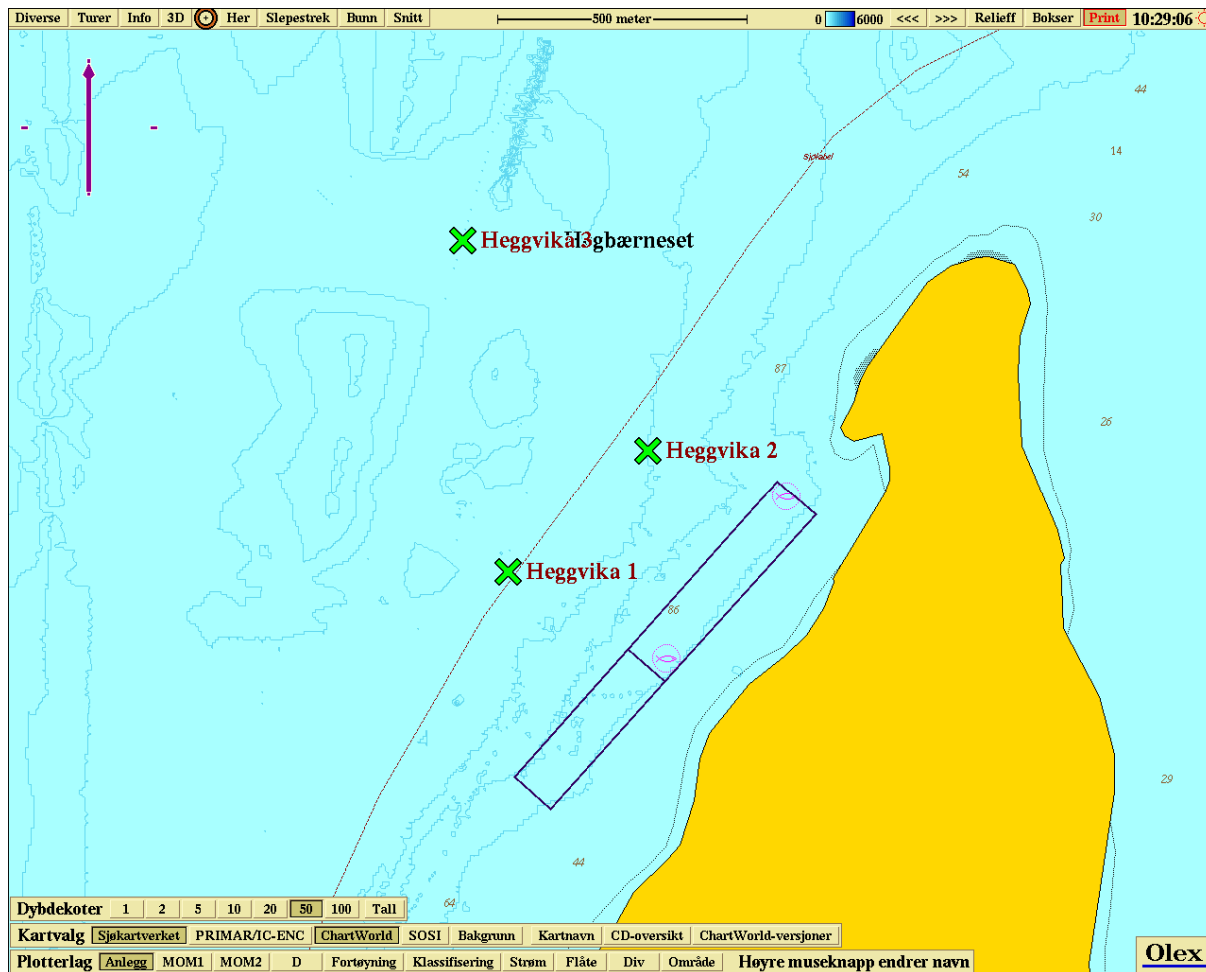 Diverse Turer Info 3D Her Slepestrek Bunn Snitt 500 meter 0 6000 <<< >>> Relieff Bokser Print 10:29:06
44
Sjøkabel
14
54
30
Heggvika 3 Høgbærneset
87
26
Heggvika 2
Heggvika 1
86
29
44
64
Dybdekoter 1 2 5 10 20 50 100 Tall
Kartvalg Sjøkartverket PRIMAR/IC-ENC ChartWorld SOSI Bakgrunn Kartnavn CD-oversikt ChartWorld-versjoner
Plotterlag Anlegg MOM1 MOM2 D Fortøyning Klassifisering Strøm Flåte Div Område Høyre museknapp endrer navn
Olex